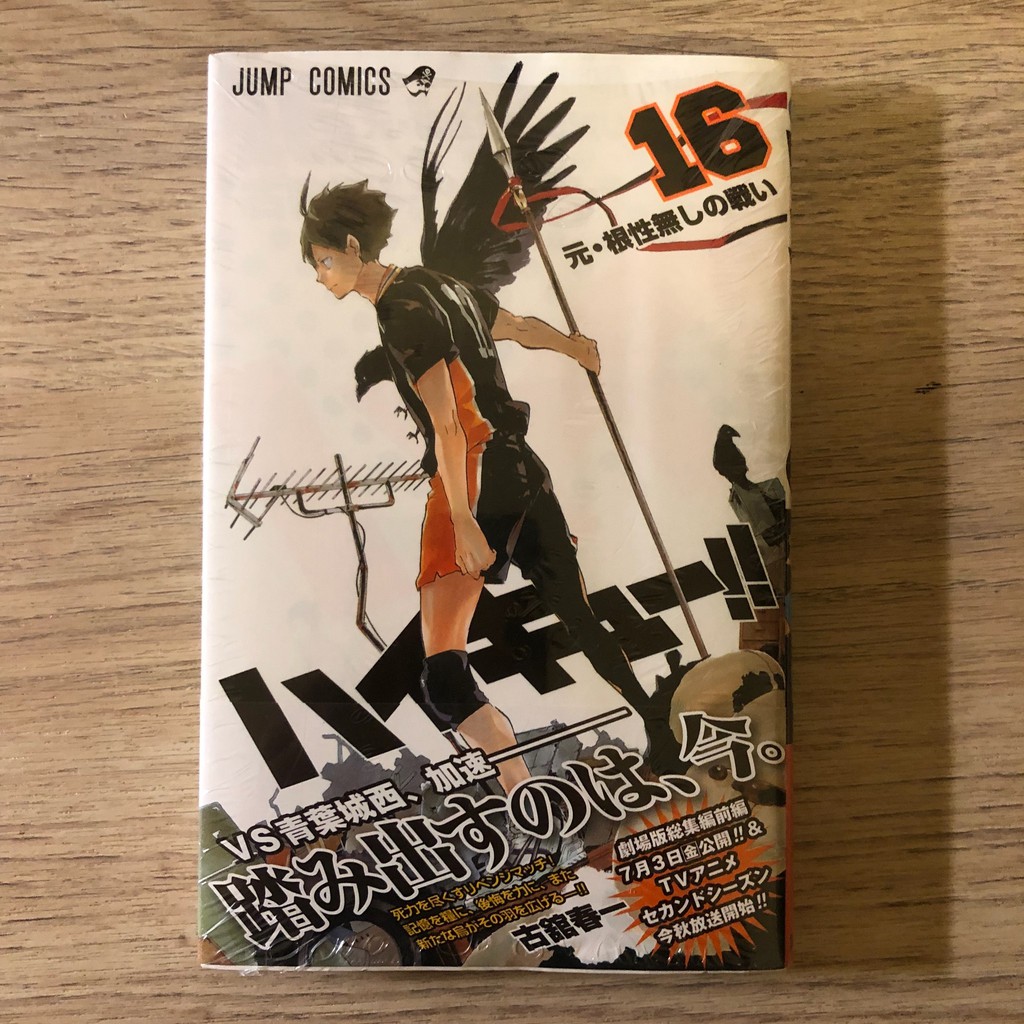 JUMP COMICS
16
元・根性無しの戦い
ハイキュー!!
VS青葉城西、加速――
踏み出すのは、今。
死力を尽くすリベンジマッチ!
記憶を糧に、後悔を力に、また
新たな烏がその羽を広げる―!!
古舘春一
劇場版総集編前編
7月3日㊎公開!!&
TVアニメ
セカンドシーズン
今秋放送開始!!